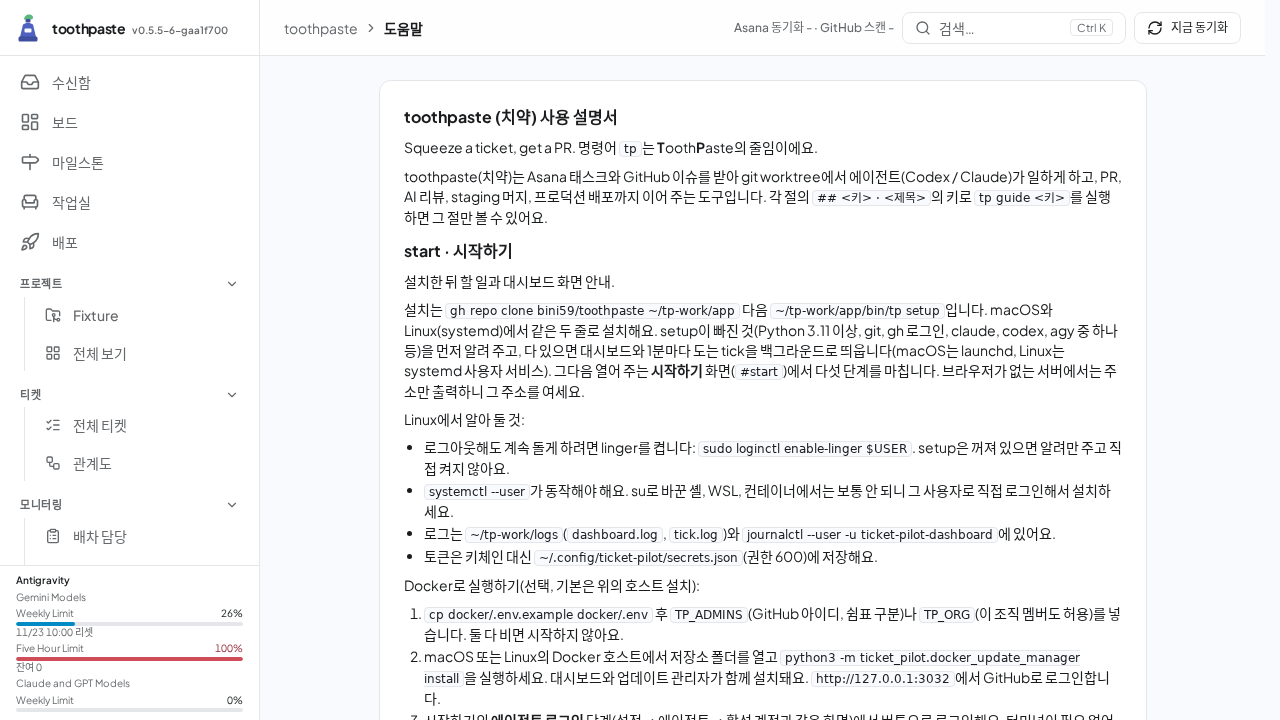 toothpaste v0.5.5-6-gaa1f700
수신함
보드
마일스톤
작업실
배포
프로젝트
Fixture
전체 보기
티켓
전체 티켓
관계도
모니터링
배차 담당
Antigravity
Gemini Models
Weekly Limit 26%
11/23 10:00 리셋
Five Hour Limit 100%
잔여 0
Claude and GPT Models
Weekly Limit 0%
toothpaste > 도움말
Asana 동기화 - · GitHub 스캔 -
검색... Ctrl K
지금 동기화
toothpaste (치약) 사용 설명서
Squeeze a ticket, get a PR. 명령어 tp 는 ToothPaste의 줄임이에요.
toothpaste(치약)는 Asana 태스크와 GitHub 이슈를 받아 git worktree에서 에이전트(Codex / Claude)가 일하게 하고, PR,
AI 리뷰, staging 머지, 프로덕션 배포까지 이어 주는 도구입니다. 각 절의 ## <키> · <제목> 의 키로 tp guide <키> 를 실행
하면 그 절만 볼 수 있어요.
start · 시작하기
설치한 뒤 할 일과 대시보드 화면 안내.
설치는 gh repo clone bini59/toothpaste ~/tp-work/app 다음 ~/tp-work/app/bin/tp setup 입니다. macOS와
Linux(systemd)에서 같은 두 줄로 설치해요. setup이 빠진 것(Python 3.11 이상, git, gh 로그인, claude, codex, agy 중 하나
등)을 먼저 알려 주고, 다 있으면 대시보드와 1분마다 도는 tick을 백그라운드로 띄웁니다(macOS는 launchd, Linux는
systemd 사용자 서비스). 그다음 열어 주는 시작하기 화면( #start )에서 다섯 단계를 마칩니다. 브라우저가 없는 서버에서는 주
소만 출력하니 그 주소를 여세요.
Linux에서 알아 둘 것:
• 로그아웃해도 계속 돌게 하려면 linger를 켭니다: sudo loginctl enable-linger $USER . setup은 꺼져 있으면 알려만 주고 직
접 켜지 않아요.
• systemctl --user 가 동작해야 해요. su로 바꾼 셸, WSL, 컨테이너에서는 보통 안 되니 그 사용자로 직접 로그인해서 설치하
세요.
• 로그는 ~/tp-work/logs ( dashboard.log , tick.log )와 journalctl --user -u ticket-pilot-dashboard 에 있어요.
• 토큰은 키체인 대신 ~/.config/ticket-pilot/secrets.json (권한 600)에 저장해요.
Docker로 실행하기(선택, 기본은 위의 호스트 설치):
1. cp docker/.env.example docker/.env 후 TP_ADMINS (GitHub 아이디, 쉼표 구분)나 TP_ORG (이 조직 멤버도 허용)를 넣
습니다. 둘 다 비면 시작하지 않아요.
2. macOS 또는 Linux의 Docker 호스트에서 저장소 폴더를 열고 python3 -m ticket_pilot.docker_update_manager
install 을 실행하세요. 대시보드와 업데이트 관리자가 함께 설치돼요. http://127.0.0.1:3032 에서 GitHub로 로그인합니
다.